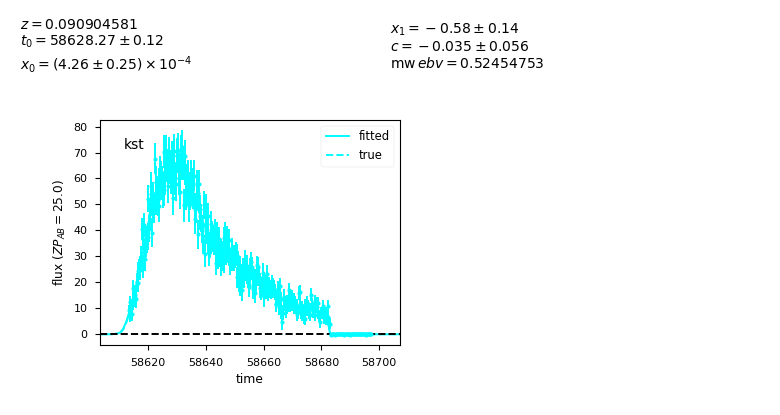 z = 0.090904581
t₀ = 58628.27 ± 0.12
x₀ = (4.26 ± 0.25) × 10⁻⁴
x₁ = −0.58 ± 0.14
c = −0.035 ± 0.056
mw ebv = 0.52454753
kst
fitted
true
flux (ZP_AB = 25.0)
80
70
60
50
40
30
20
10
0
58620 58640 58660 58680 58700
time